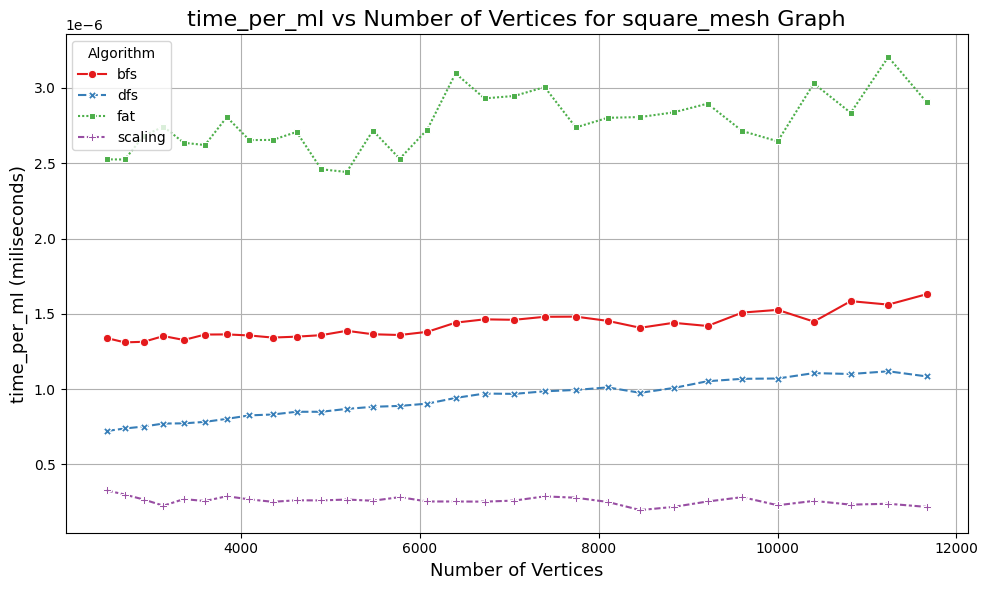 time_per_ml vs Number of Vertices for square_mesh Graph
1e−6
Algorithm
bfs
dfs
fat
scaling
3.0
2.5
2.0
1.5
1.0
0.5
time_per_ml (miliseconds)
4000 6000 8000 10000 12000
Number of Vertices